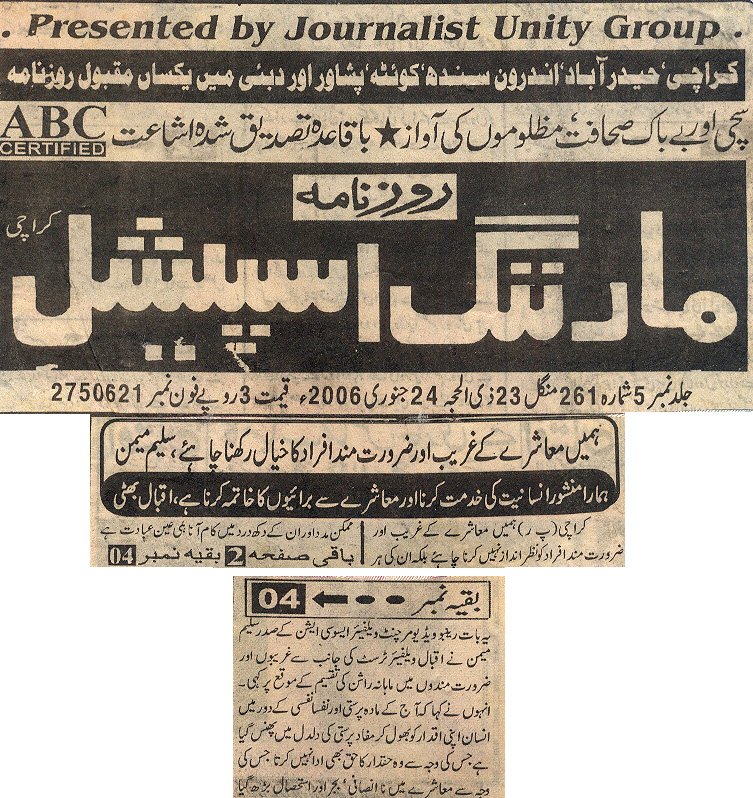 . Presented by Journalist Unity Group .
کراچی، حیدرآباد، اندرون سندھ، کوئٹہ، پشاور اور دبئی میں یکساں مقبول روزنامہ
ABC
CERTIFIED
سچی اور بے باک صحافت، مظلوموں کی آواز ★ باقاعدہ تصدیق شدہ اشاعت
روزنامہ
مارننگ اسپیشل
کراچی
جلد نمبر 5 شمارہ 261 منگل 23 ذی الحجہ 24 جنوری 2006ء قیمت 3 روپے فون نمبر 2750621
ہمیں معاشرے کے غریب اور ضرورت مند افراد کا خیال رکھنا چاہئے، سلیم میمن
ہمارا منشور انسانیت کی خدمت کرنا اور معاشرے سے برائیوں کا خاتمہ کرنا ہے، اقبال بھٹی
کراچی (پ ر) ہمیں معاشرے کے غریب اور
ضرورت مند افراد کو نظر انداز نہیں کرنا چاہئے بلکہ ان کی ہر
ممکن مدد اور ان کے دکھ درد میں کام آنا ہی عین عبادت ہے
باقی صفحہ 2 بقیہ نمبر 04
بقیہ نمبر 04
یہ بات رینبو ویڈیو مرچنٹ ویلفیئر ایسوسی ایشن کے صدر سلیم
میمن نے اقبال ویلفیئر ٹرسٹ کی جانب سے غریبوں اور
ضرورت مندوں میں ماہانہ راشن کی تقسیم کے موقع پر کہی۔
انہوں نے کہا کہ آج کے مادہ پرستی اور نفسا نفسی کے دور میں
انسان اپنی اقدار کو بھول کر مفاد پرستی کی دلدل میں پھنس گیا
ہے جس کی وجہ سے وہ حقدار کا حق بھی ادا نہیں کرتا جس کی
وجہ سے معاشرے میں نا انصافی، جبر اور استحصال بڑھ گیا